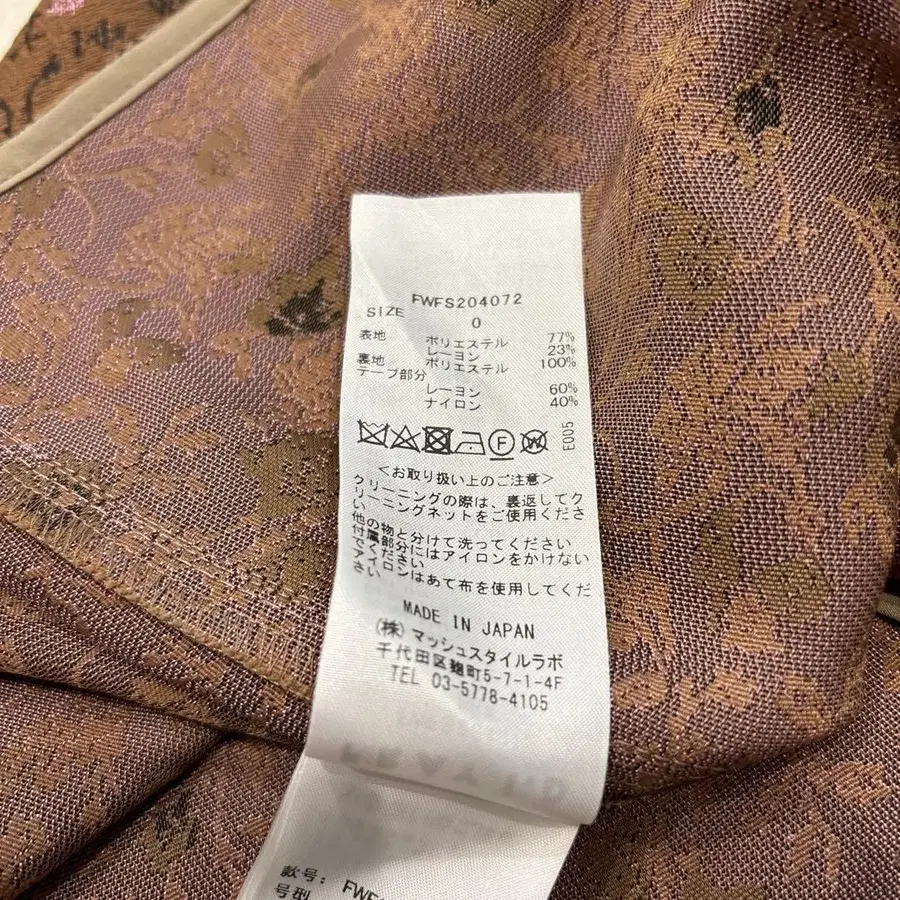 FWFS204072
SIZE 0
表地 ポリエステル 77%
レーヨン 23%
裏地 ポリエステル 100%
テープ部分
レーヨン 60%
ナイロン 40%
F W
E005
<お取り扱い上のご注意>
クリーニングの際は、裏返してク
リーニングネットをご使用くださ
い
他の物と分けて洗ってください
付属部分にはアイロンをかけない
でください
アイロンはあて布を使用してくだ
さい
MADE IN JAPAN
(株) マッシュスタイルラボ
千代田区麹町5-7-1-4F
TEL 03-5778-4105
款号: FWF
号型